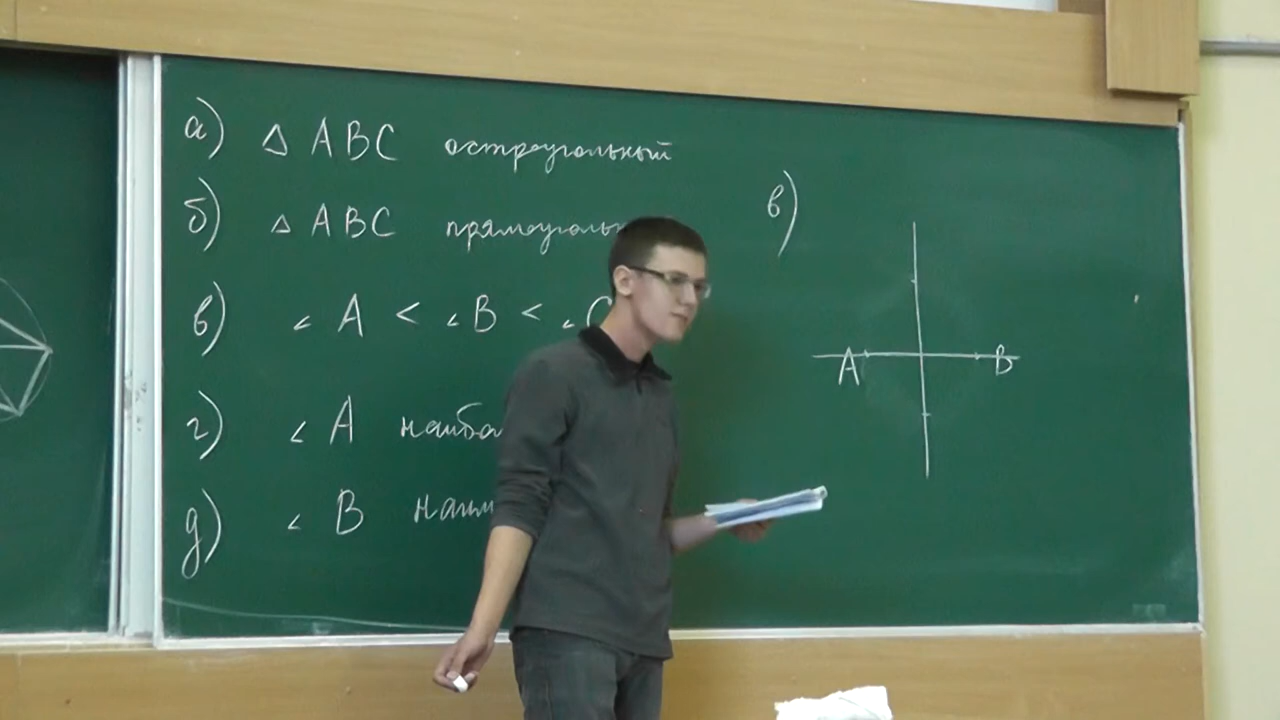 а) △ ABC остроугольный
б) △ ABC
в) ∠ A < ∠ B < ∠ C
г) ∠ A
д) ∠ B
в)
A B